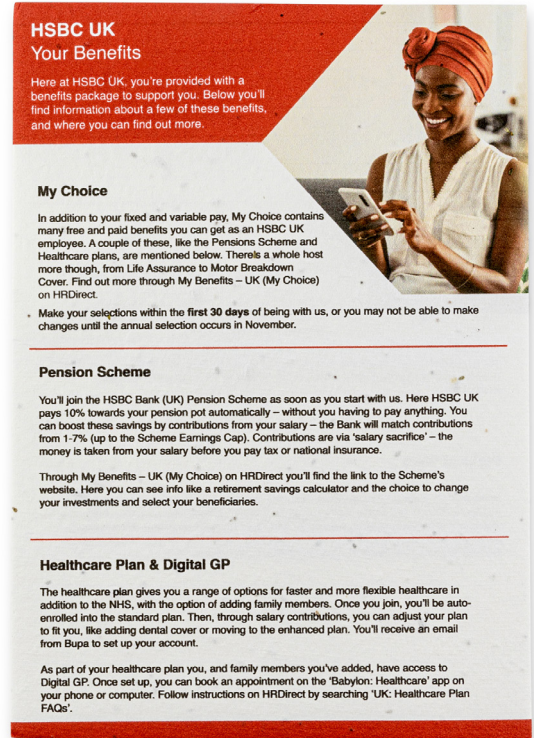 HSBC UK
Your Benefits
Here at HSBC UK, you're provided with a
benefits package to support you. Below you'll
find information about a few of these benefits,
and where you can find out more.
My Choice
In addition to your fixed and variable pay, My Choice contains
many free and paid benefits you can get as an HSBC UK
employee. A couple of these, like the Pensions Scheme and
Healthcare plans, are mentioned below. There's a whole host
more though, from Life Assurance to Motor Breakdown
Cover. Find out more through My Benefits – UK (My Choice)
on HRDirect.
Make your selections within the first 30 days of being with us, or you may not be able to make
changes until the annual selection occurs in November.
Pension Scheme
You'll join the HSBC Bank (UK) Pension Scheme as soon as you start with us. Here HSBC UK
pays 10% towards your pension pot automatically – without you having to pay anything. You
can boost these savings by contributions from your salary – the Bank will match contributions
from 1-7% (up to the Scheme Earnings Cap). Contributions are via 'salary sacrifice' – the
money is taken from your salary before you pay tax or national insurance.
Through My Benefits – UK (My Choice) on HRDirect you'll find the link to the Scheme's
website. Here you can see info like a retirement savings calculator and the choice to change
your investments and select your beneficiaries.
Healthcare Plan & Digital GP
The healthcare plan gives you a range of options for faster and more flexible healthcare in
addition to the NHS, with the option of adding family members. Once you join, you'll be auto-
enrolled into the standard plan. Then, through salary contributions, you can adjust your plan
to fit you, like adding dental cover or moving to the enhanced plan. You'll receive an email
from Bupa to set up your account.
As part of your healthcare plan you, and family members you've added, have access to
Digital GP. Once set up, you can book an appointment on the 'Babylon: Healthcare' app on
your phone or computer. Follow instructions on HRDirect by searching 'UK: Healthcare Plan
FAQs'.